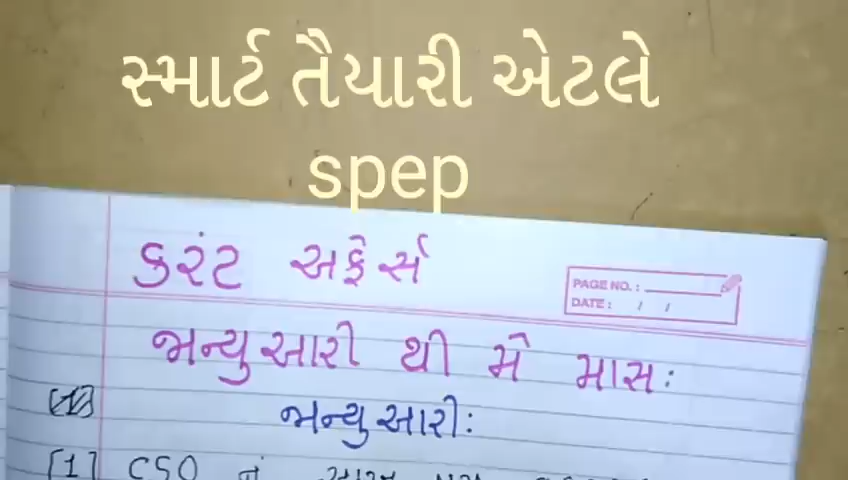 સ્માર્ટ તૈયારી એટલે
spep
કરંટ અફેર્સ
PAGE NO. :
DATE : / /
જાન્યુઆરી થી મે માસ:
જાન્યુઆરી:
[1] CSO નું